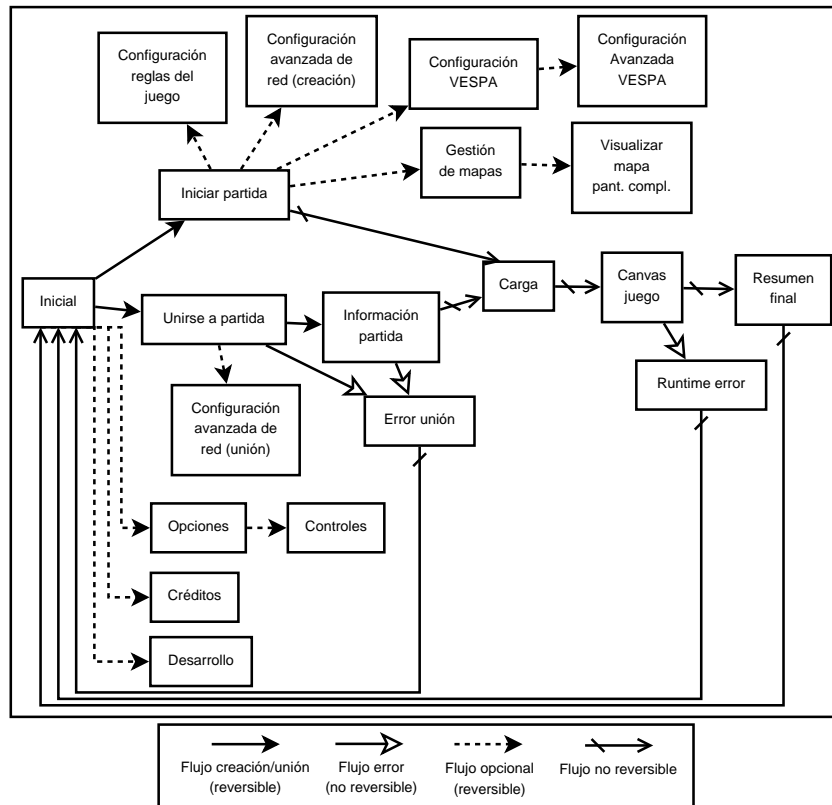 Configuración
reglas del
juego
Configuración
avanzada de
red (creación)
Configuración
VESPA
Configuración
Avanzada
VESPA
Gestión
de mapas
Visualizar
mapa
pant. compl.
Iniciar partida
Inicial
Unirse a partida
Información
partida
Carga
Canvas
juego
Resumen
final
Configuración
avanzada de
red (unión)
Error unión
Runtime error
Opciones
Controles
Créditos
Desarrollo
Flujo creación/unión
(reversible)
Flujo error
(no reversible)
Flujo opcional
(reversible)
Flujo no reversible